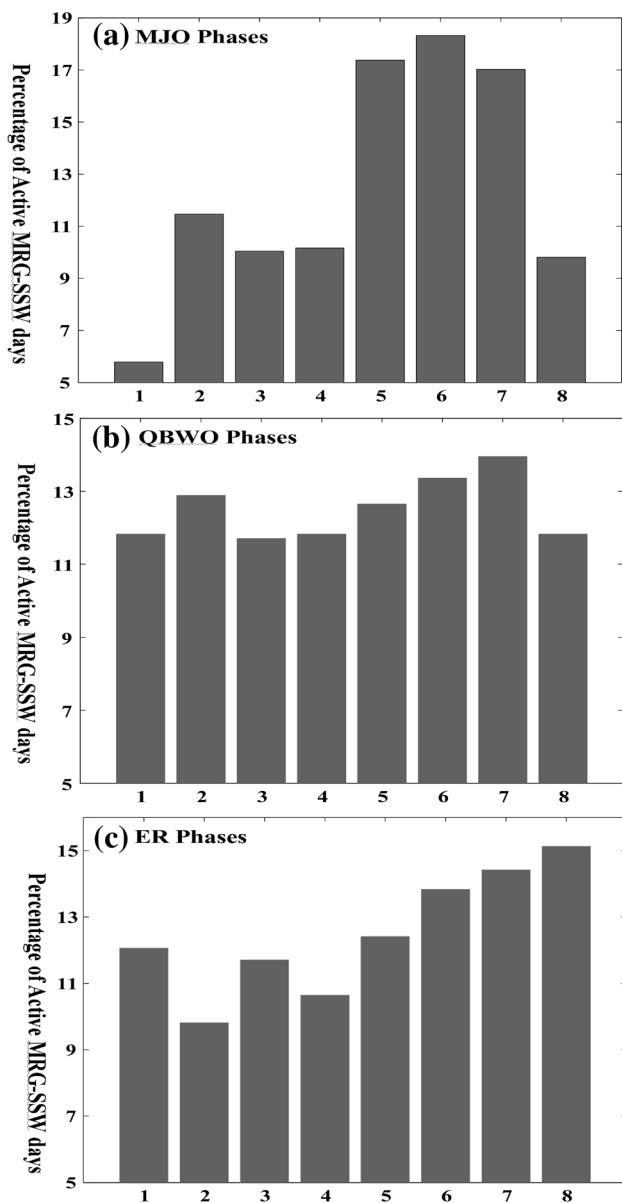 (a) MJO Phases
Percentage of Active MRG-SSW days
19
17
15
13
11
9
7
5
1 2 3 4 5 6 7 8
(b) QBWO Phases
Percentage of Active MRG-SSW days
15
13
11
9
7
5
1 2 3 4 5 6 7 8
(c) ER Phases
Percentage of Active MRG-SSW days
15
13
11
9
7
5
1 2 3 4 5 6 7 8